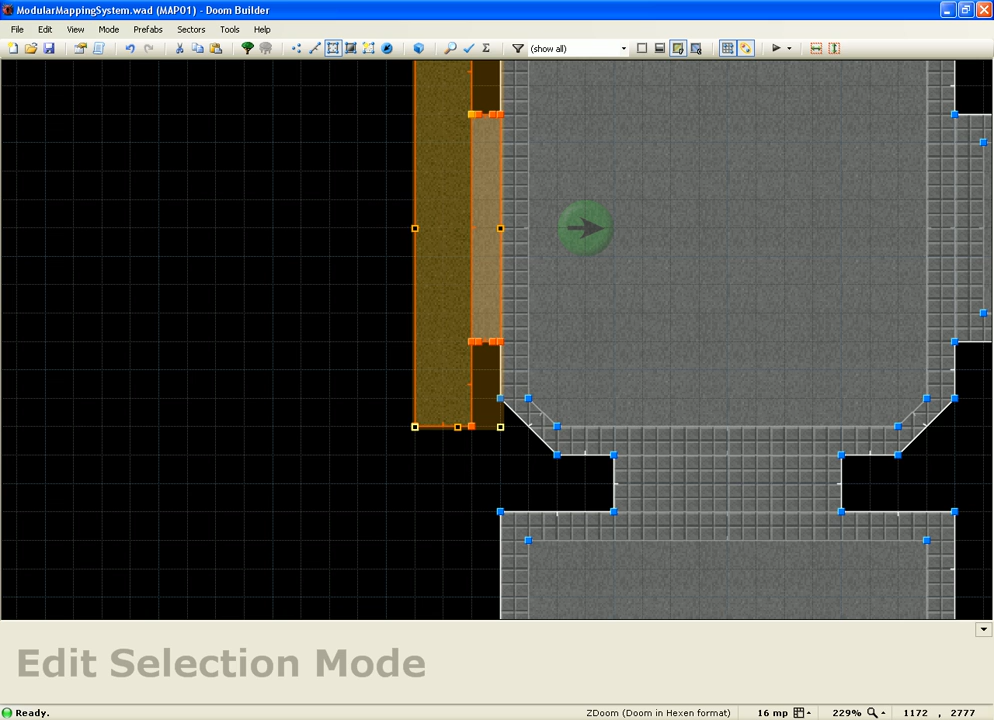 ModularMappingSystem.wad (MAP01) - Doom Builder
File Edit View Mode Prefabs Sectors Tools Help
(show all)
Edit Selection Mode
Ready. ZDoom (Doom in Hexen format) 16 mp 229% 1172 , 2777